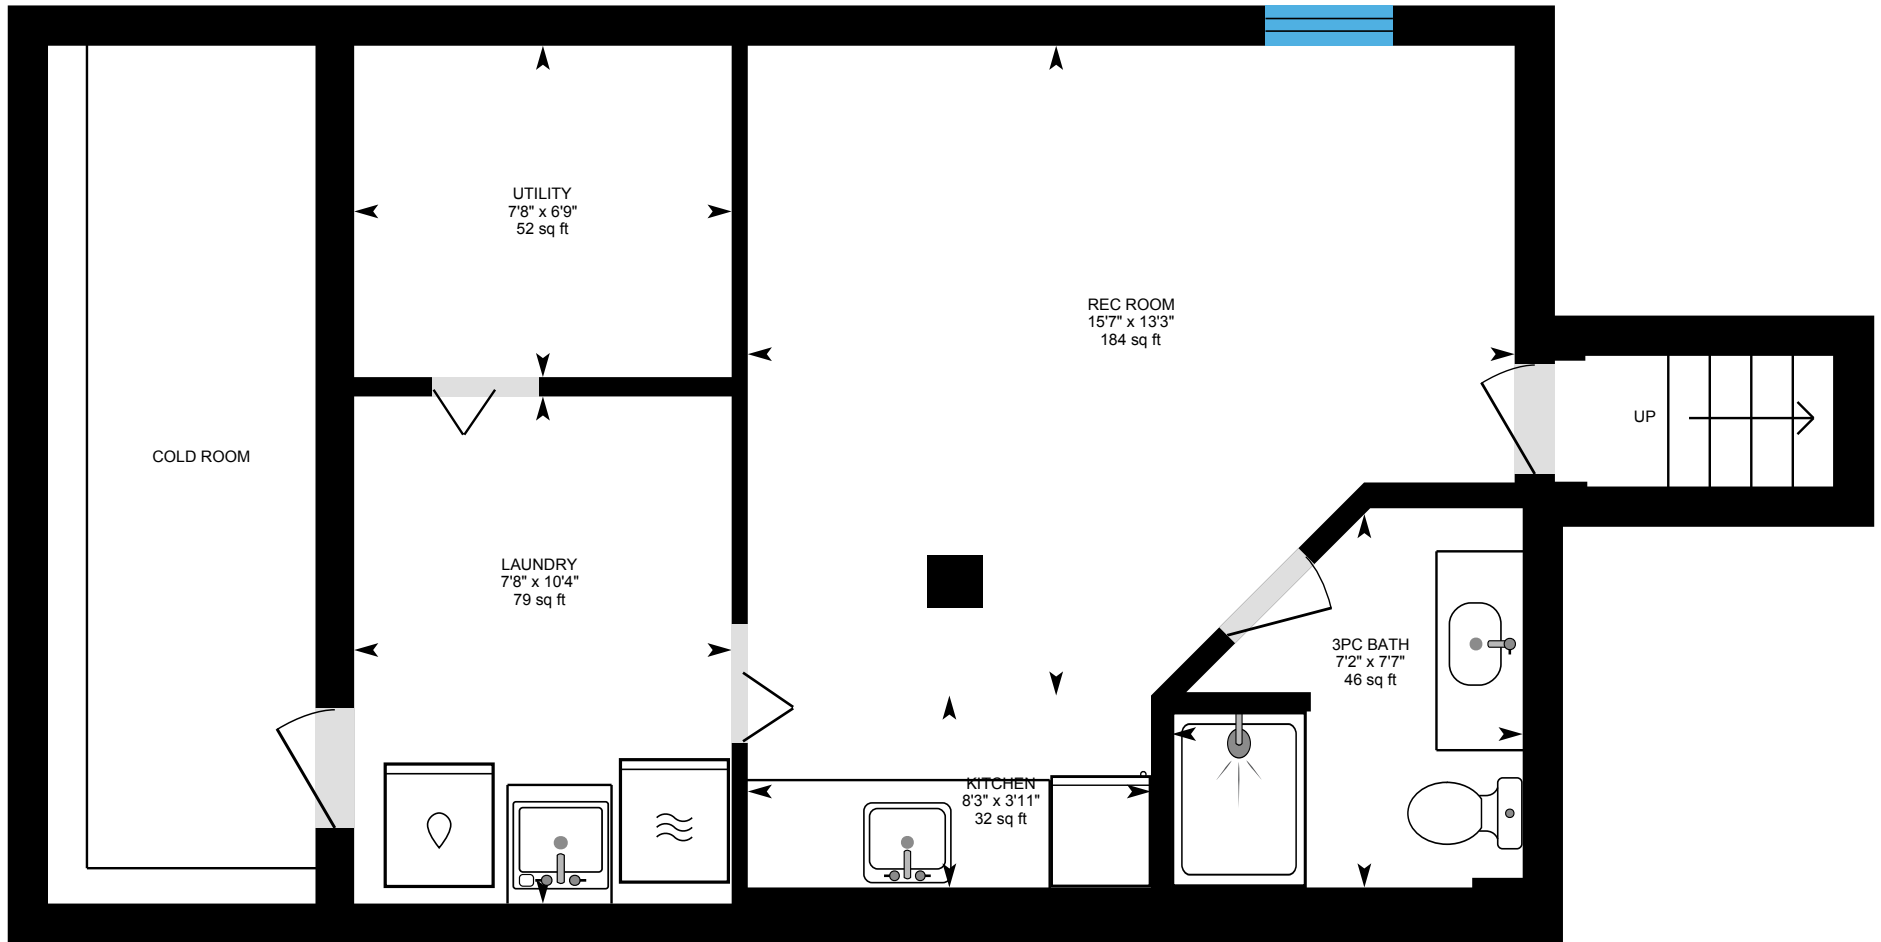 UTILITY
7'8" x 6'9"
52 sq ft
REC ROOM
15'7" x 13'3"
184 sq ft
UP
COLD ROOM
LAUNDRY
7'8" x 10'4"
79 sq ft
3PC BATH
7'2" x 7'7"
46 sq ft
KITCHEN
8'3" x 3'11"
32 sq ft